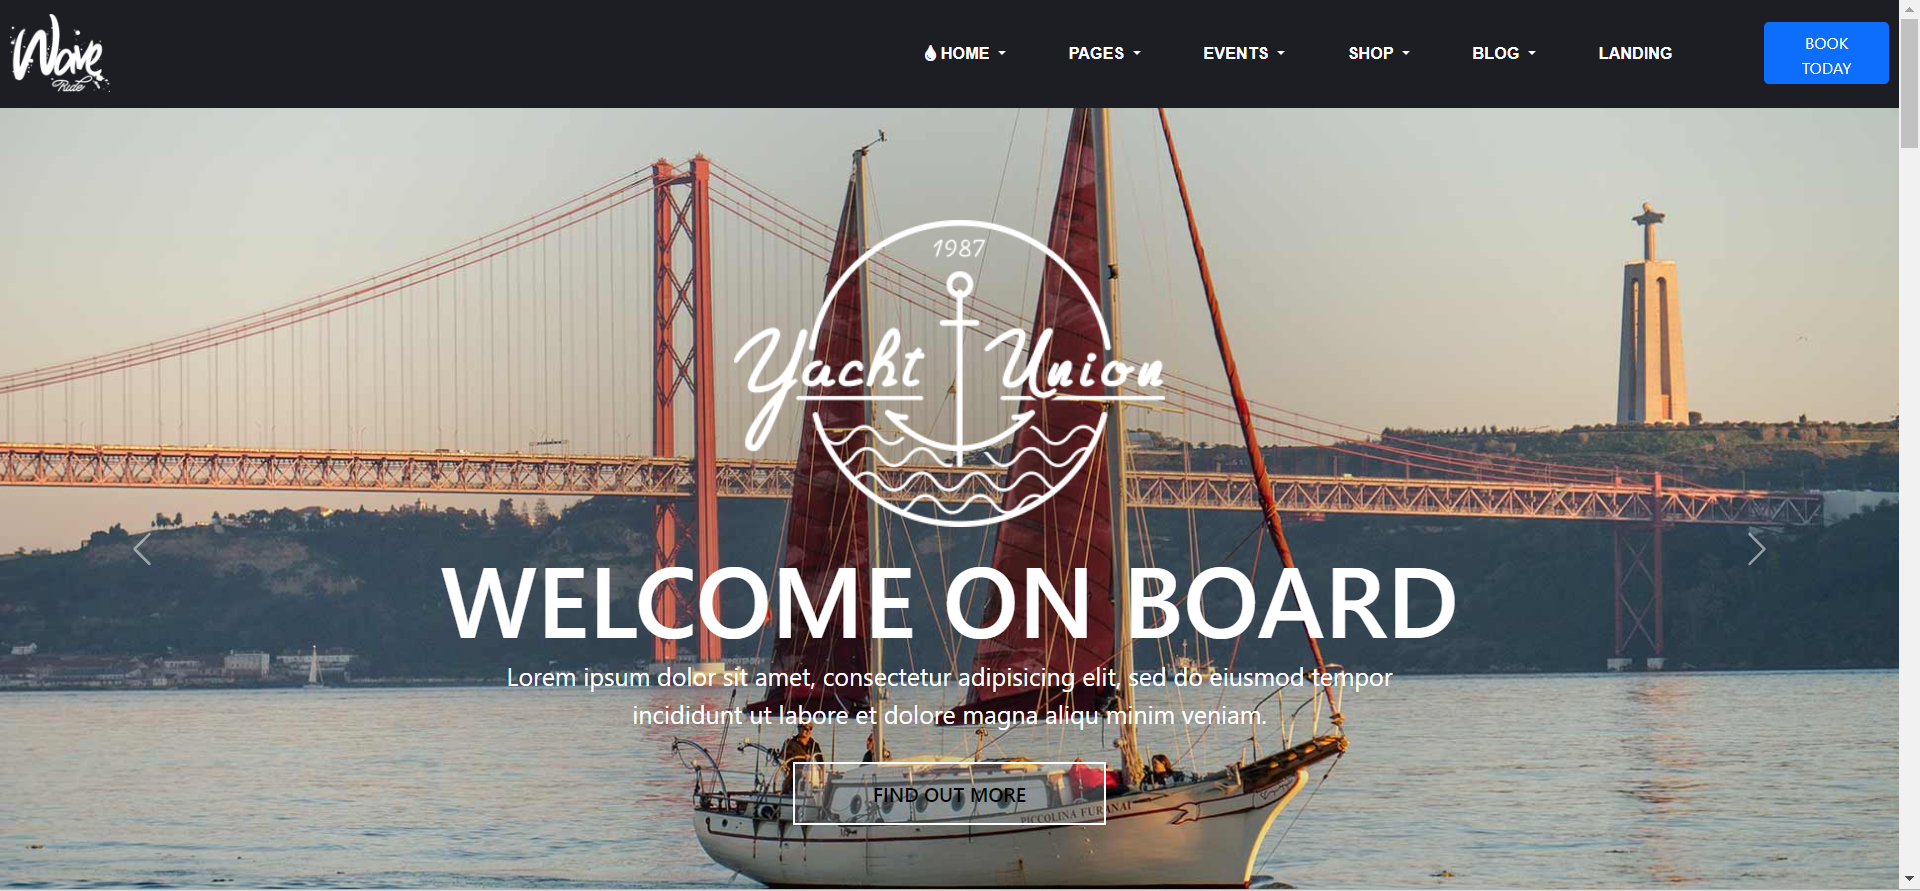 Wave
Ride
HOME
PAGES
EVENTS
SHOP
BLOG
LANDING
BOOK
TODAY
1987
Yacht Union
WELCOME ON BOARD
Lorem ipsum dolor sit amet, consectetur adipisicing elit, sed do eiusmod tempor
incididunt ut labore et dolore magna aliqu minim veniam.
FIND OUT MORE
PICCOLINA FURANAI